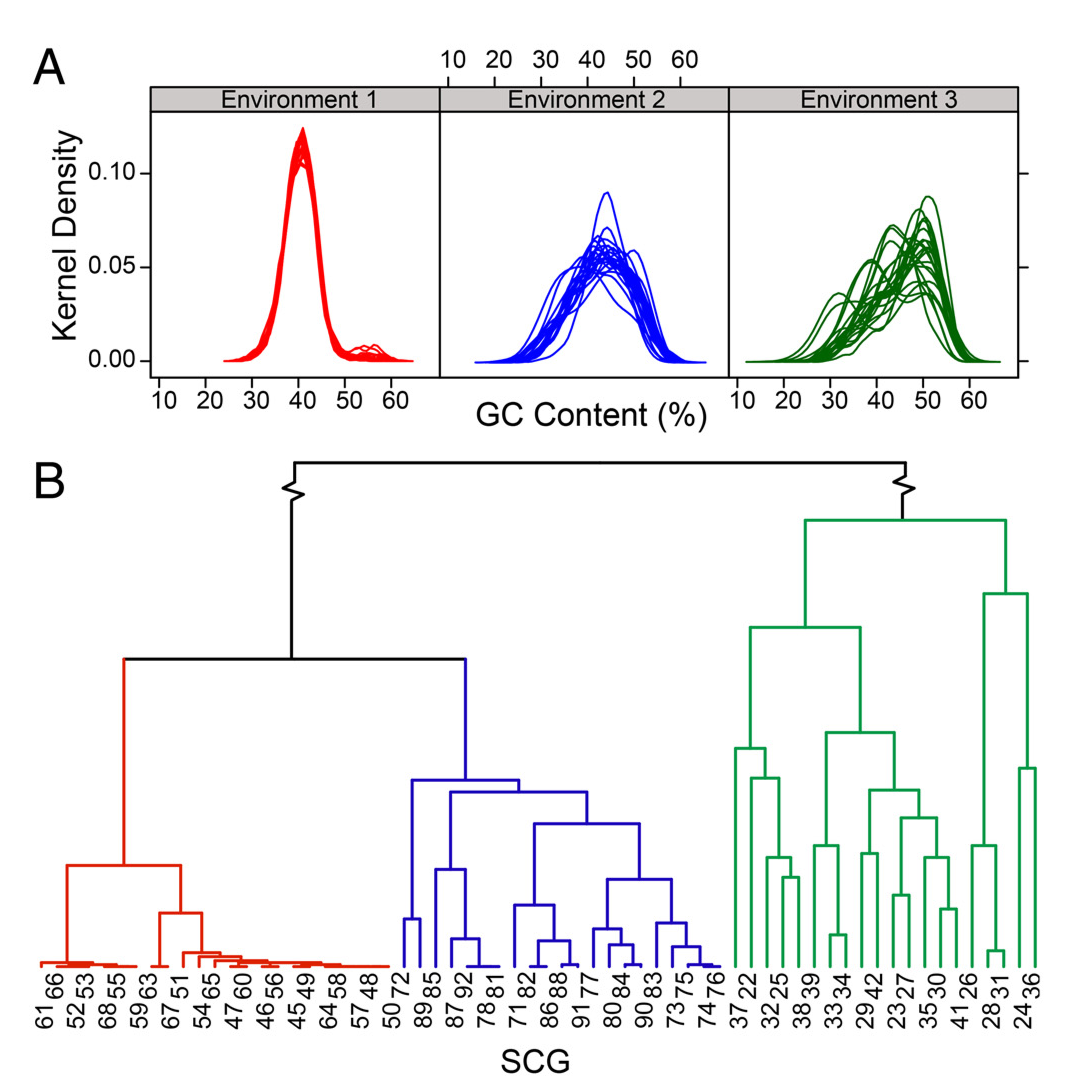 A
10 20 30 40 50 60
Environment 1 Environment 2 Environment 3
Kernel Density
0.10
0.05
0.00
10 20 30 40 50 60 10 20 30 40 50 60
GC Content (%)
B
61 66 52 53 68 55 59 63 67 51 54 65 47 60 46 56 45 49 64 58 57 48 50 72 89 85 87 92 78 81 71 82 86 88 91 77 80 84 90 83 73 75 74 76 37 22 32 25 38 39 33 34 29 42 23 27 35 30 41 26 28 31 24 36
SCG